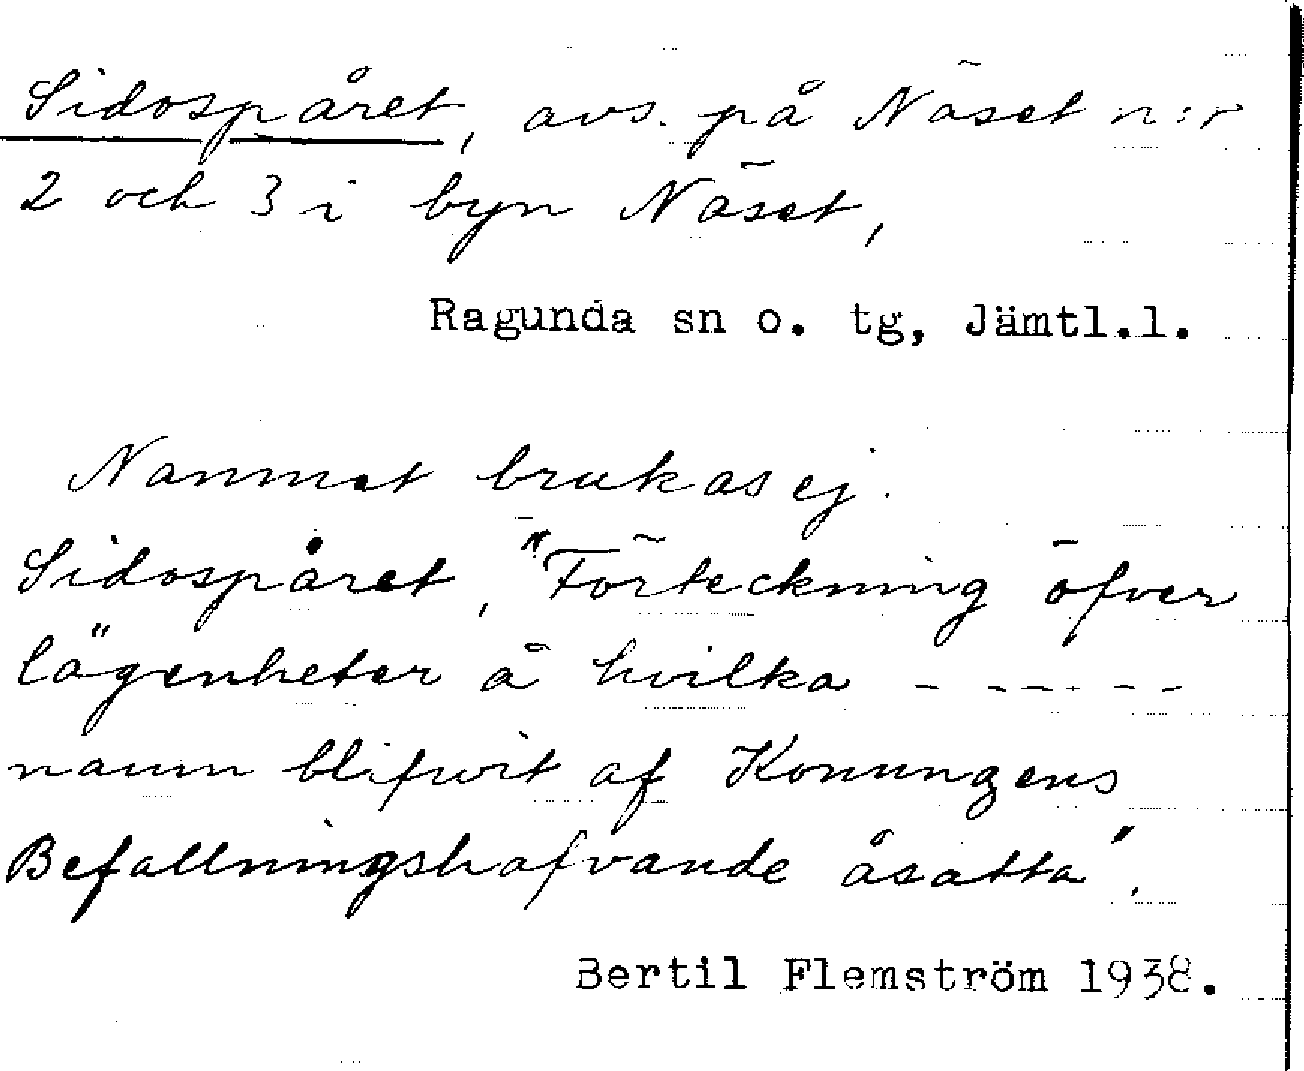 Sidospåret, avs. på Näset n:r
2 och 3 i byn Näset,
Ragunda sn o. tg, Jämtl.l.
Namnet brukas ej.
Sidospåret, "Förteckning öfver
lägenheter å hvilka - - - - - -
namn blifvit af Konungens
Befallningshafvande åsatta".
Bertil Flemström 1938.